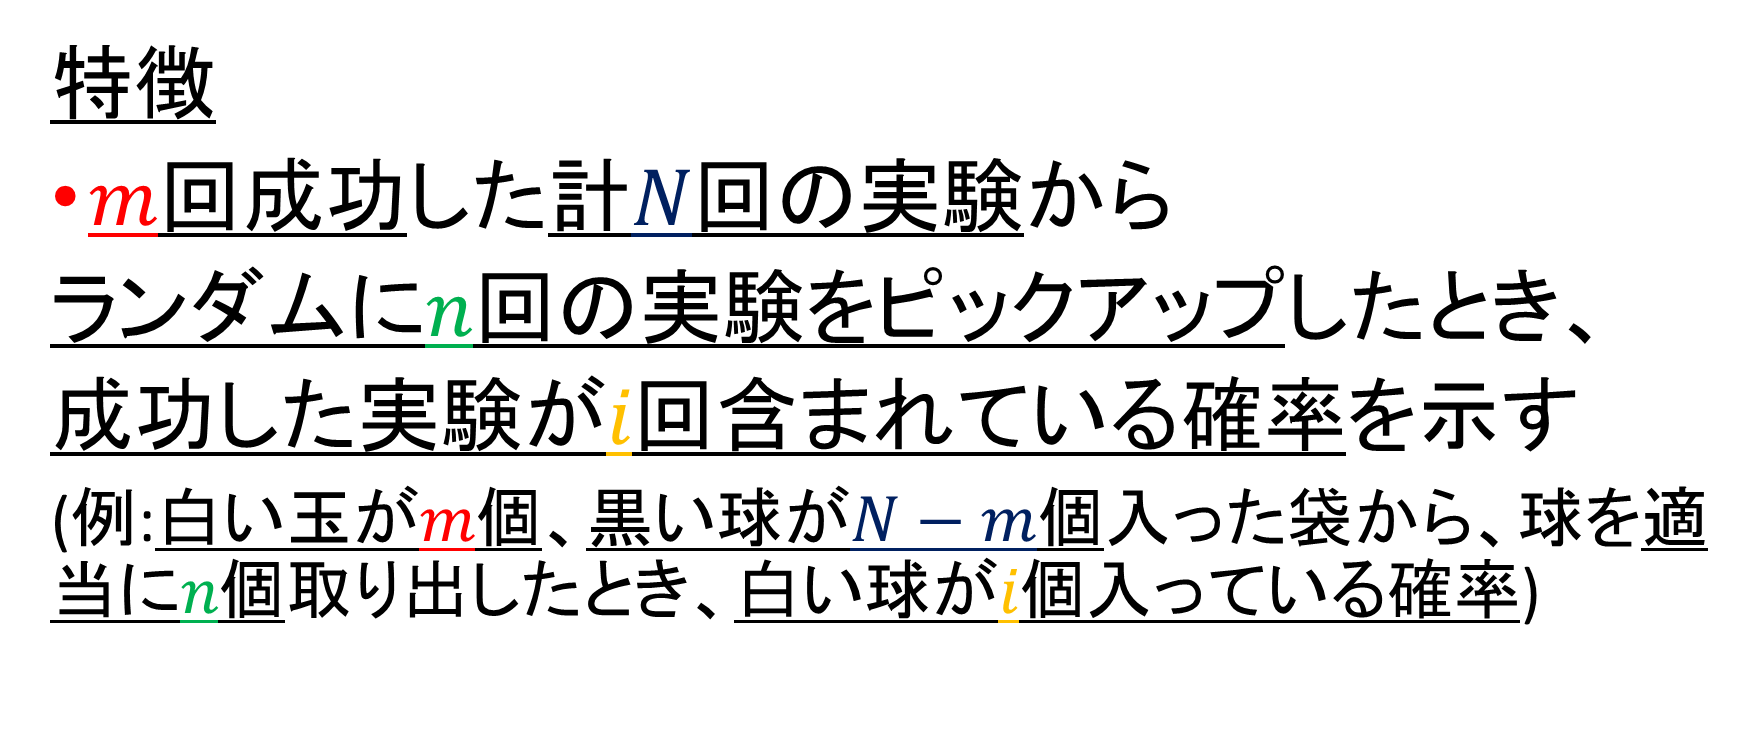 特徴
•m回成功した計N回の実験から
ランダムにn回の実験をピックアップしたとき、
成功した実験がi回含まれている確率を示す
(例:白い玉がm個、黒い球がN − m個入った袋から、球を適
当にn個取り出したとき、白い球がi個入っている確率)